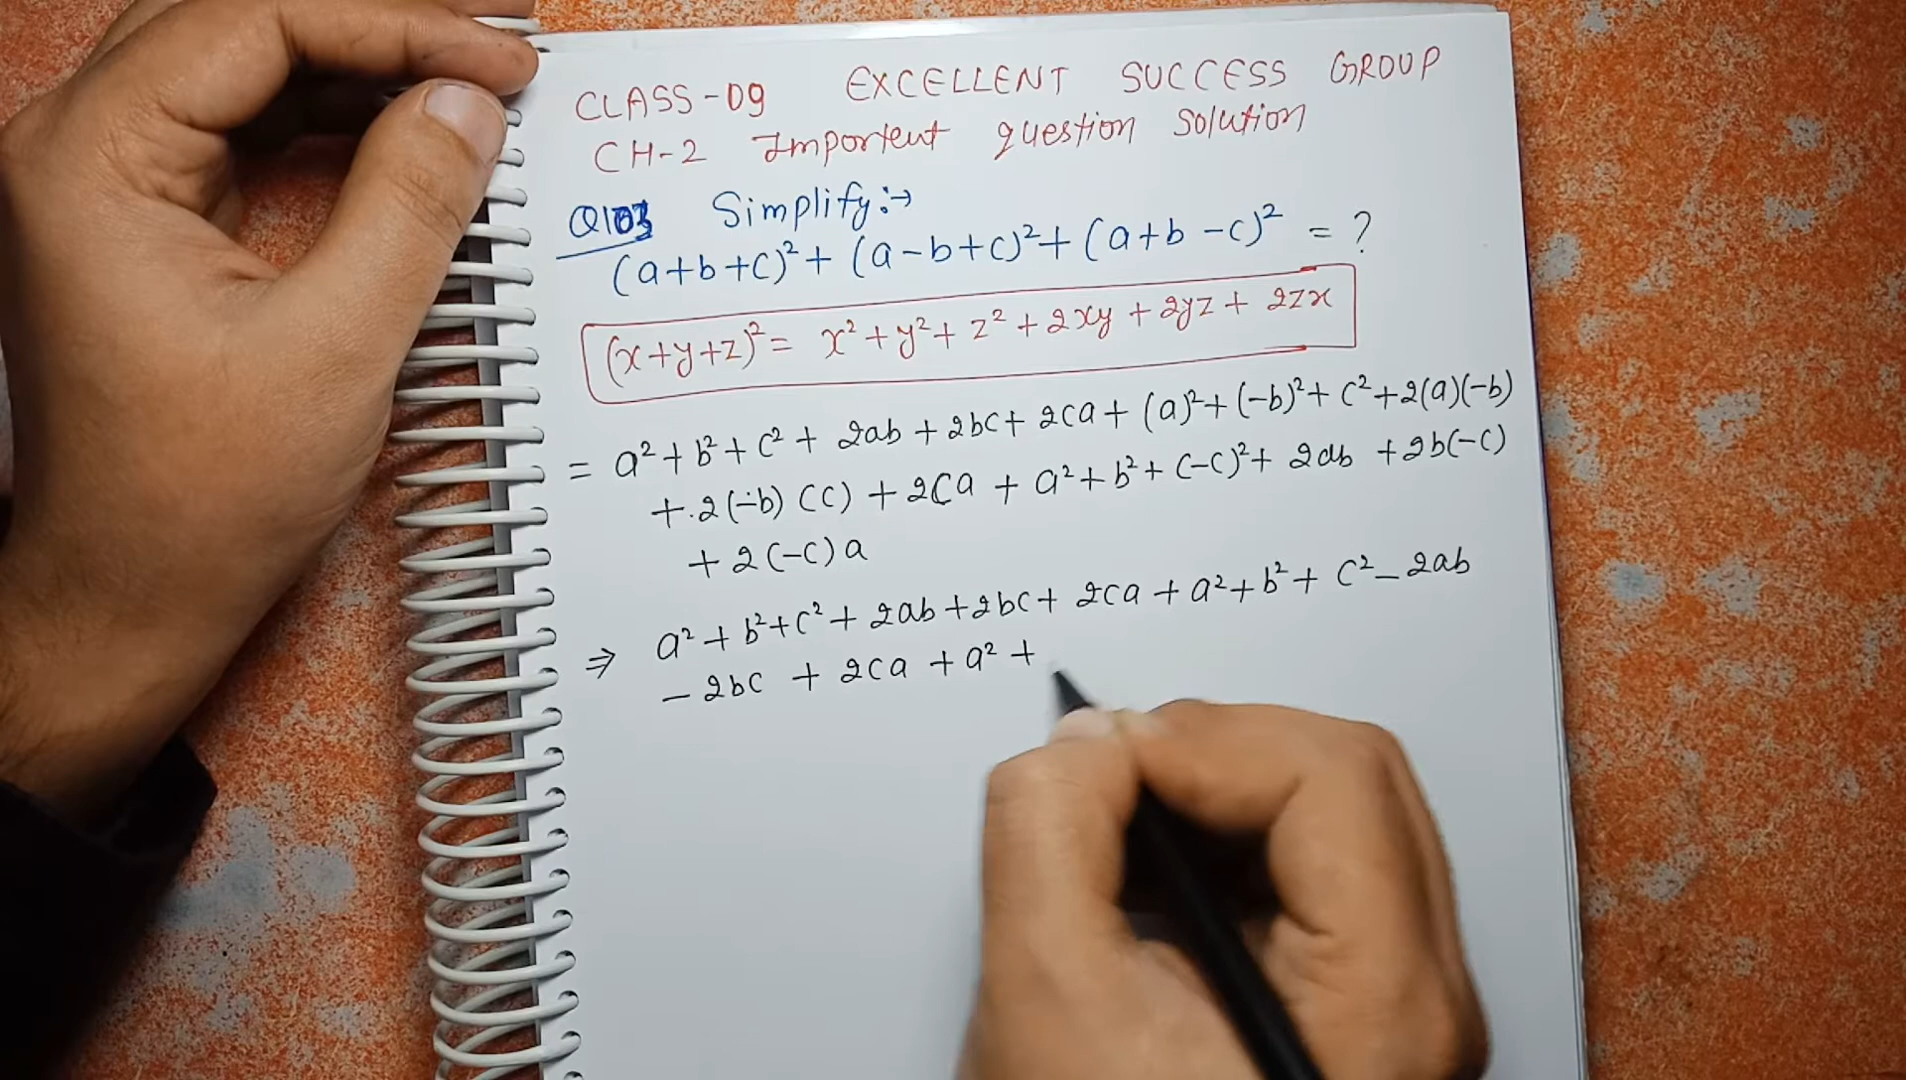 CLASS-09 EXCELLENT SUCCESS GROUP
CH-2 Importent question solution
Q103 Simplify:→
(a+b+c)²+(a-b+c)²+(a+b-c)² = ?
(x+y+z)² = x²+y²+z²+2xy+2yz+2zx
= a²+b²+c²+2ab+2bc+2ca+(a)²+(-b)²+c²+2(a)(-b)
+.2(-b)(c)+2ca+a²+b²+(-c)²+2ab+2b(-c)
+2(-c)a
⇒ a²+b²+c²+2ab+2bc+2ca+a²+b²+c²-2ab
-2bc+2ca+a²+